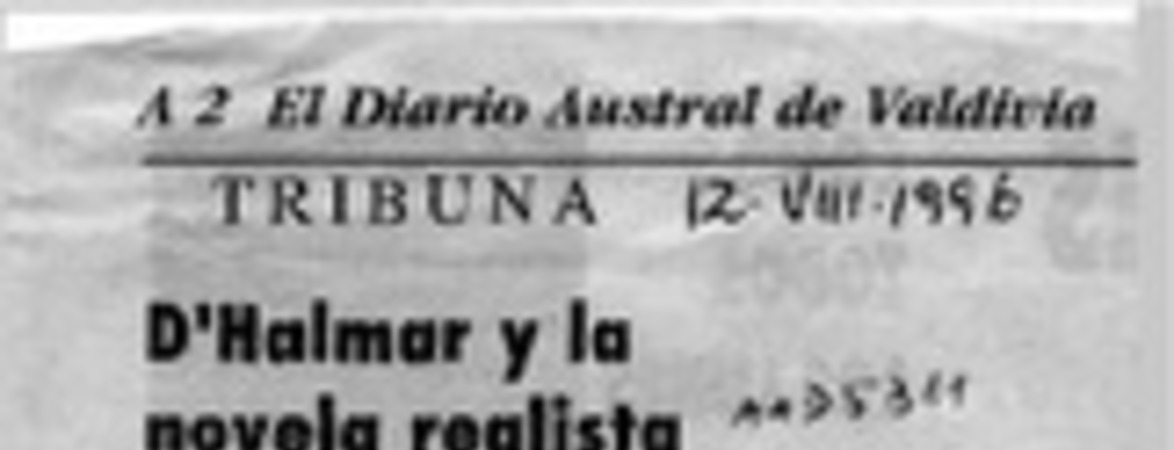 A 2 El Diario Austral de Valdivia
TRIBUNA 12-VIII-1996
D'Halmar y la
novela realista